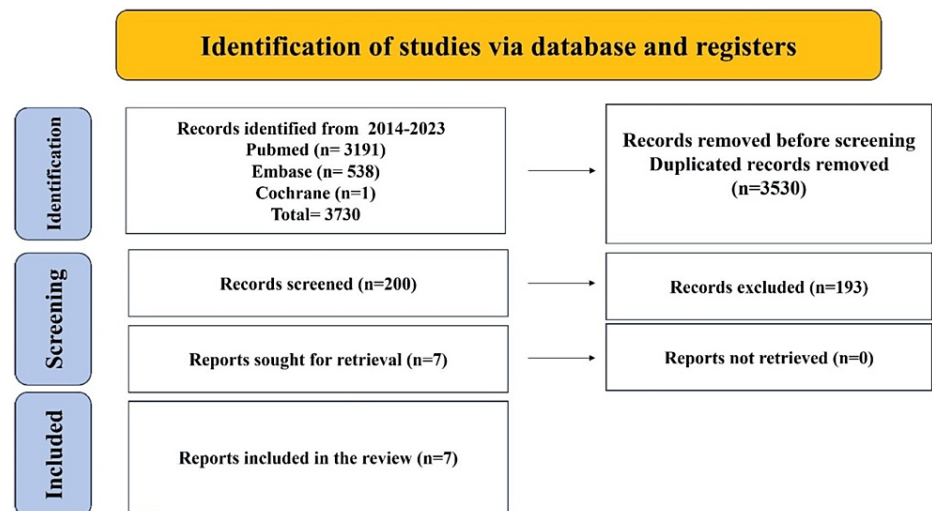 Identification of studies via database and registers
Identification
Records identified from 2014-2023
Pubmed (n= 3191)
Embase (n= 538)
Cochrane (n=1)
Total= 3730
Records removed before screening
Duplicated records removed
(n=3530)
Screening
Records screened (n=200)
Records excluded (n=193)
Reports sought for retrieval (n=7)
Reports not retrieved (n=0)
Included
Reports included in the review (n=7)